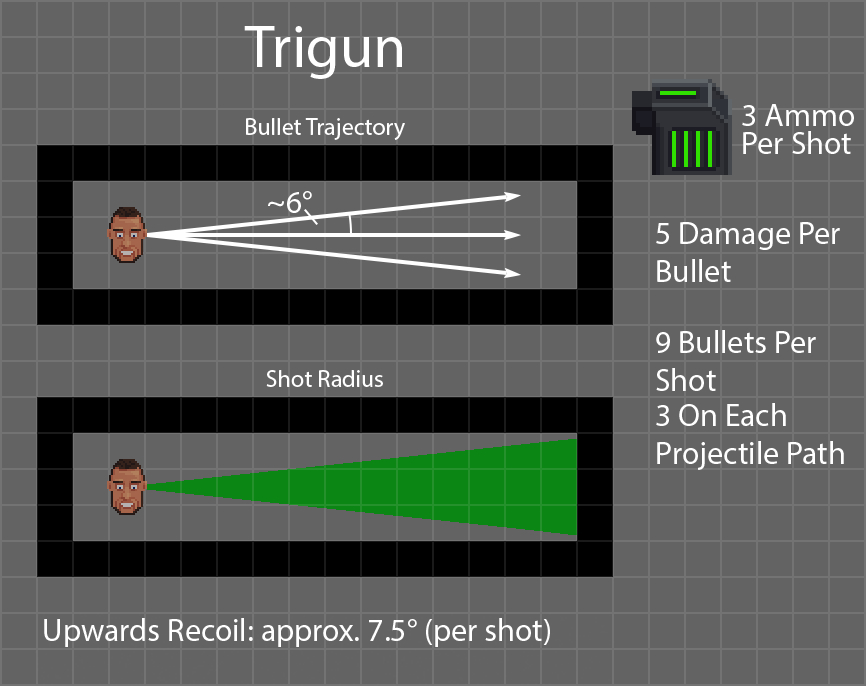 Trigun
Bullet Trajectory
~6°
3 Ammo
Per Shot
5 Damage Per
Bullet
9 Bullets Per
Shot
3 On Each
Projectile Path
Shot Radius
Upwards Recoil: approx. 7.5° (per shot)